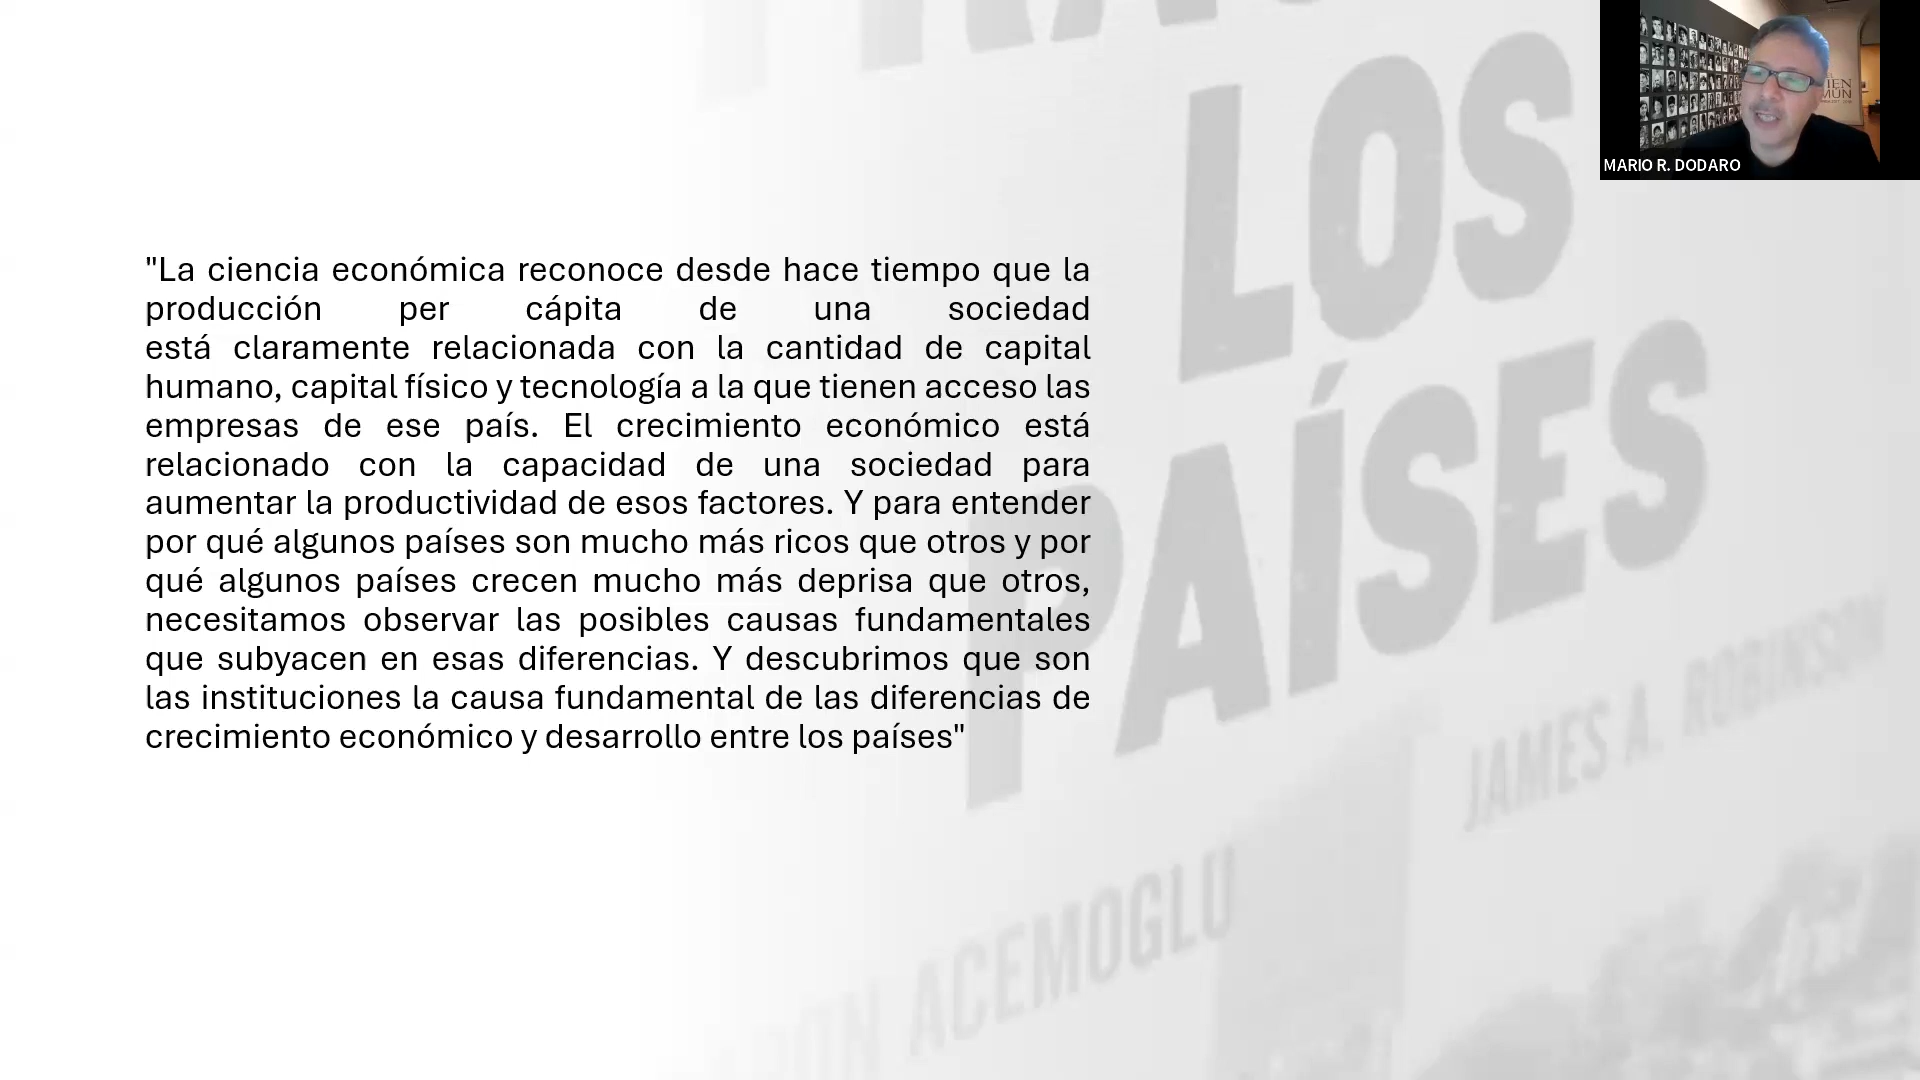 LOS
PAÍSES
JAMES A. ROBINSON
ACEMOGLU
"La ciencia económica reconoce desde hace tiempo que la
producción per cápita de una sociedad
está claramente relacionada con la cantidad de capital
humano, capital físico y tecnología a la que tienen acceso las
empresas de ese país. El crecimiento económico está
relacionado con la capacidad de una sociedad para
aumentar la productividad de esos factores. Y para entender
por qué algunos países son mucho más ricos que otros y por
qué algunos países crecen mucho más deprisa que otros,
necesitamos observar las posibles causas fundamentales
que subyacen en esas diferencias. Y descubrimos que son
las instituciones la causa fundamental de las diferencias de
crecimiento económico y desarrollo entre los países"
MARIO R. DODARO